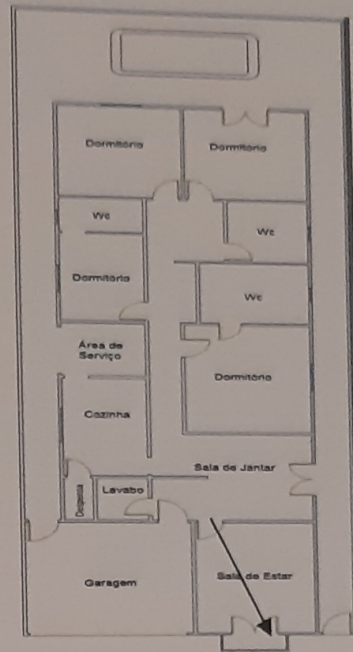 Dormitório
Dormitório
Wc
Wc
Dormitório
Wc
Área de
Serviço
Dormitório
Cozinha
Sala de Jantar
Despensa
Lavabo
Garagem
Sala de Estar